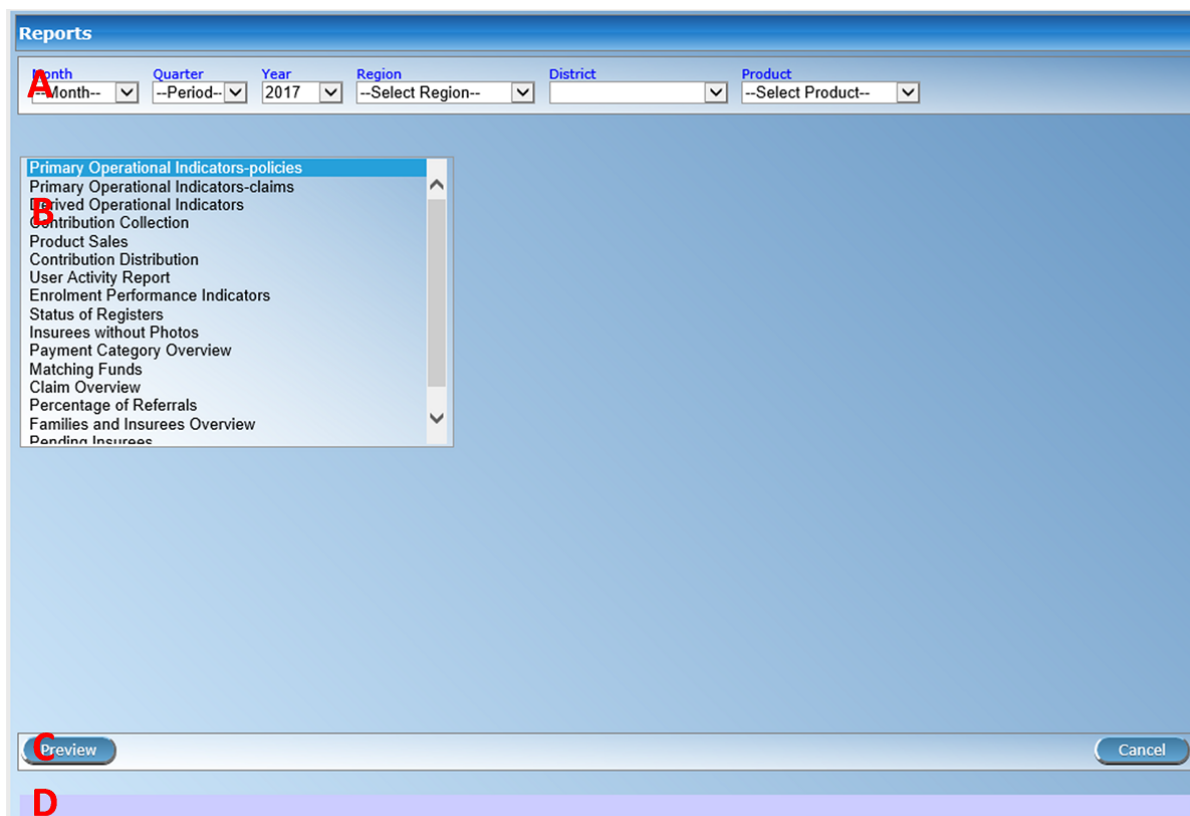 Reports
Month Quarter Year Region District Product
A
--Month-- --Period-- 2017 --Select Region-- --Select Product--
Primary Operational Indicators-policies
Primary Operational Indicators-claims
Derived Operational Indicators
B
Contribution Collection
Product Sales
Contribution Distribution
User Activity Report
Enrolment Performance Indicators
Status of Registers
Insurees without Photos
Payment Category Overview
Matching Funds
Claim Overview
Percentage of Referrals
Families and Insurees Overview
Pending Insurees
C
Preview Cancel
D